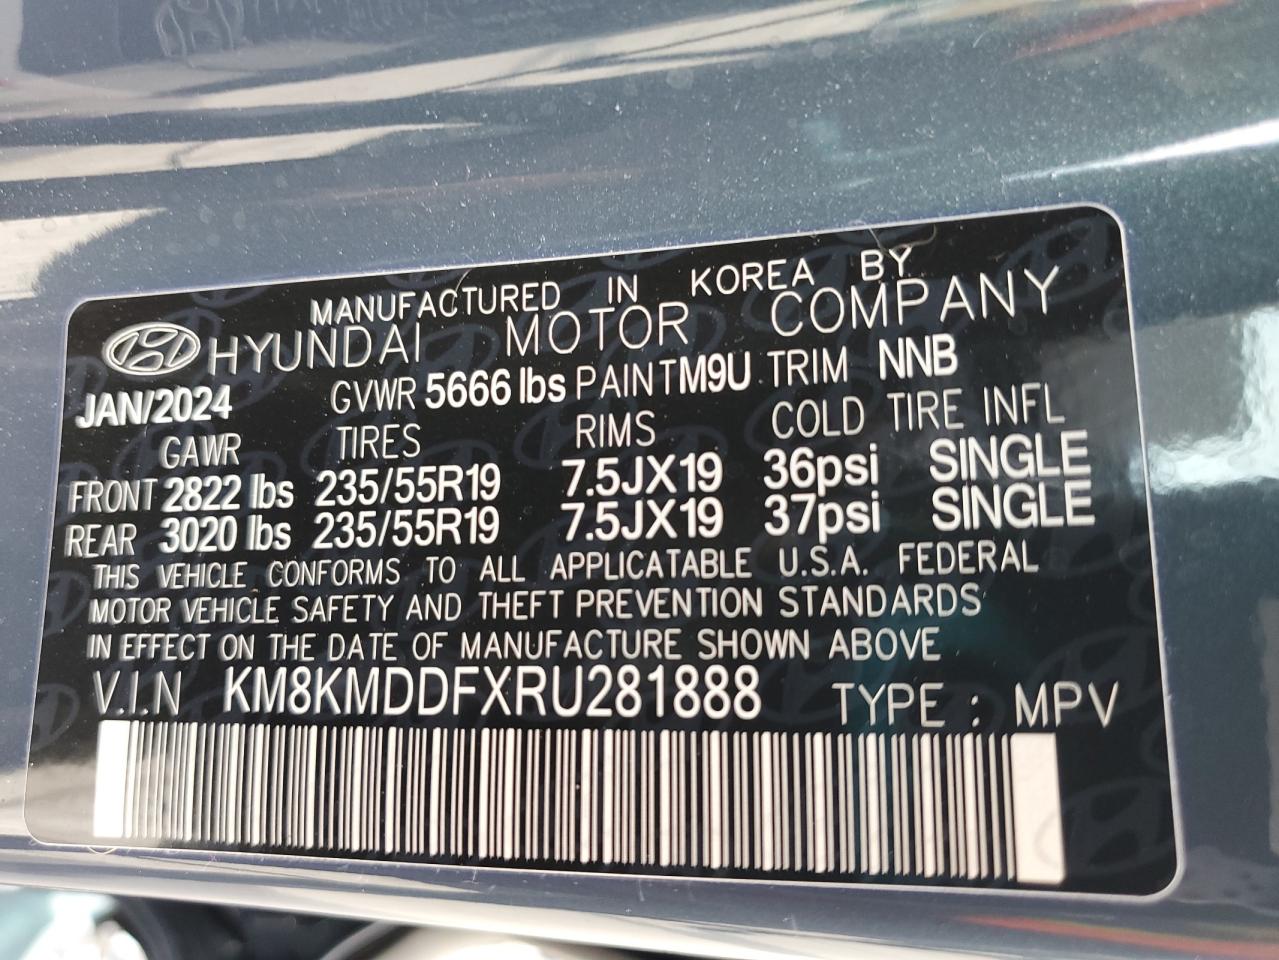 MANUFACTURED IN KOREA BY
HYUNDAI MOTOR COMPANY
JAN/2024 GVWR 5666 lbs PAINT M9U TRIM NNB
GAWR TIRES RIMS COLD TIRE INFL
FRONT 2822 lbs 235/55R19 7.5JX19 36psi SINGLE
REAR 3020 lbs 235/55R19 7.5JX19 37psi SINGLE
THIS VEHICLE CONFORMS TO ALL APPLICATABLE U.S.A. FEDERAL
MOTOR VEHICLE SAFETY AND THEFT PREVENTION STANDARDS
IN EFFECT ON THE DATE OF MANUFACTURE SHOWN ABOVE
V.I.N KM8KMDDFXRU281888 TYPE : MPV